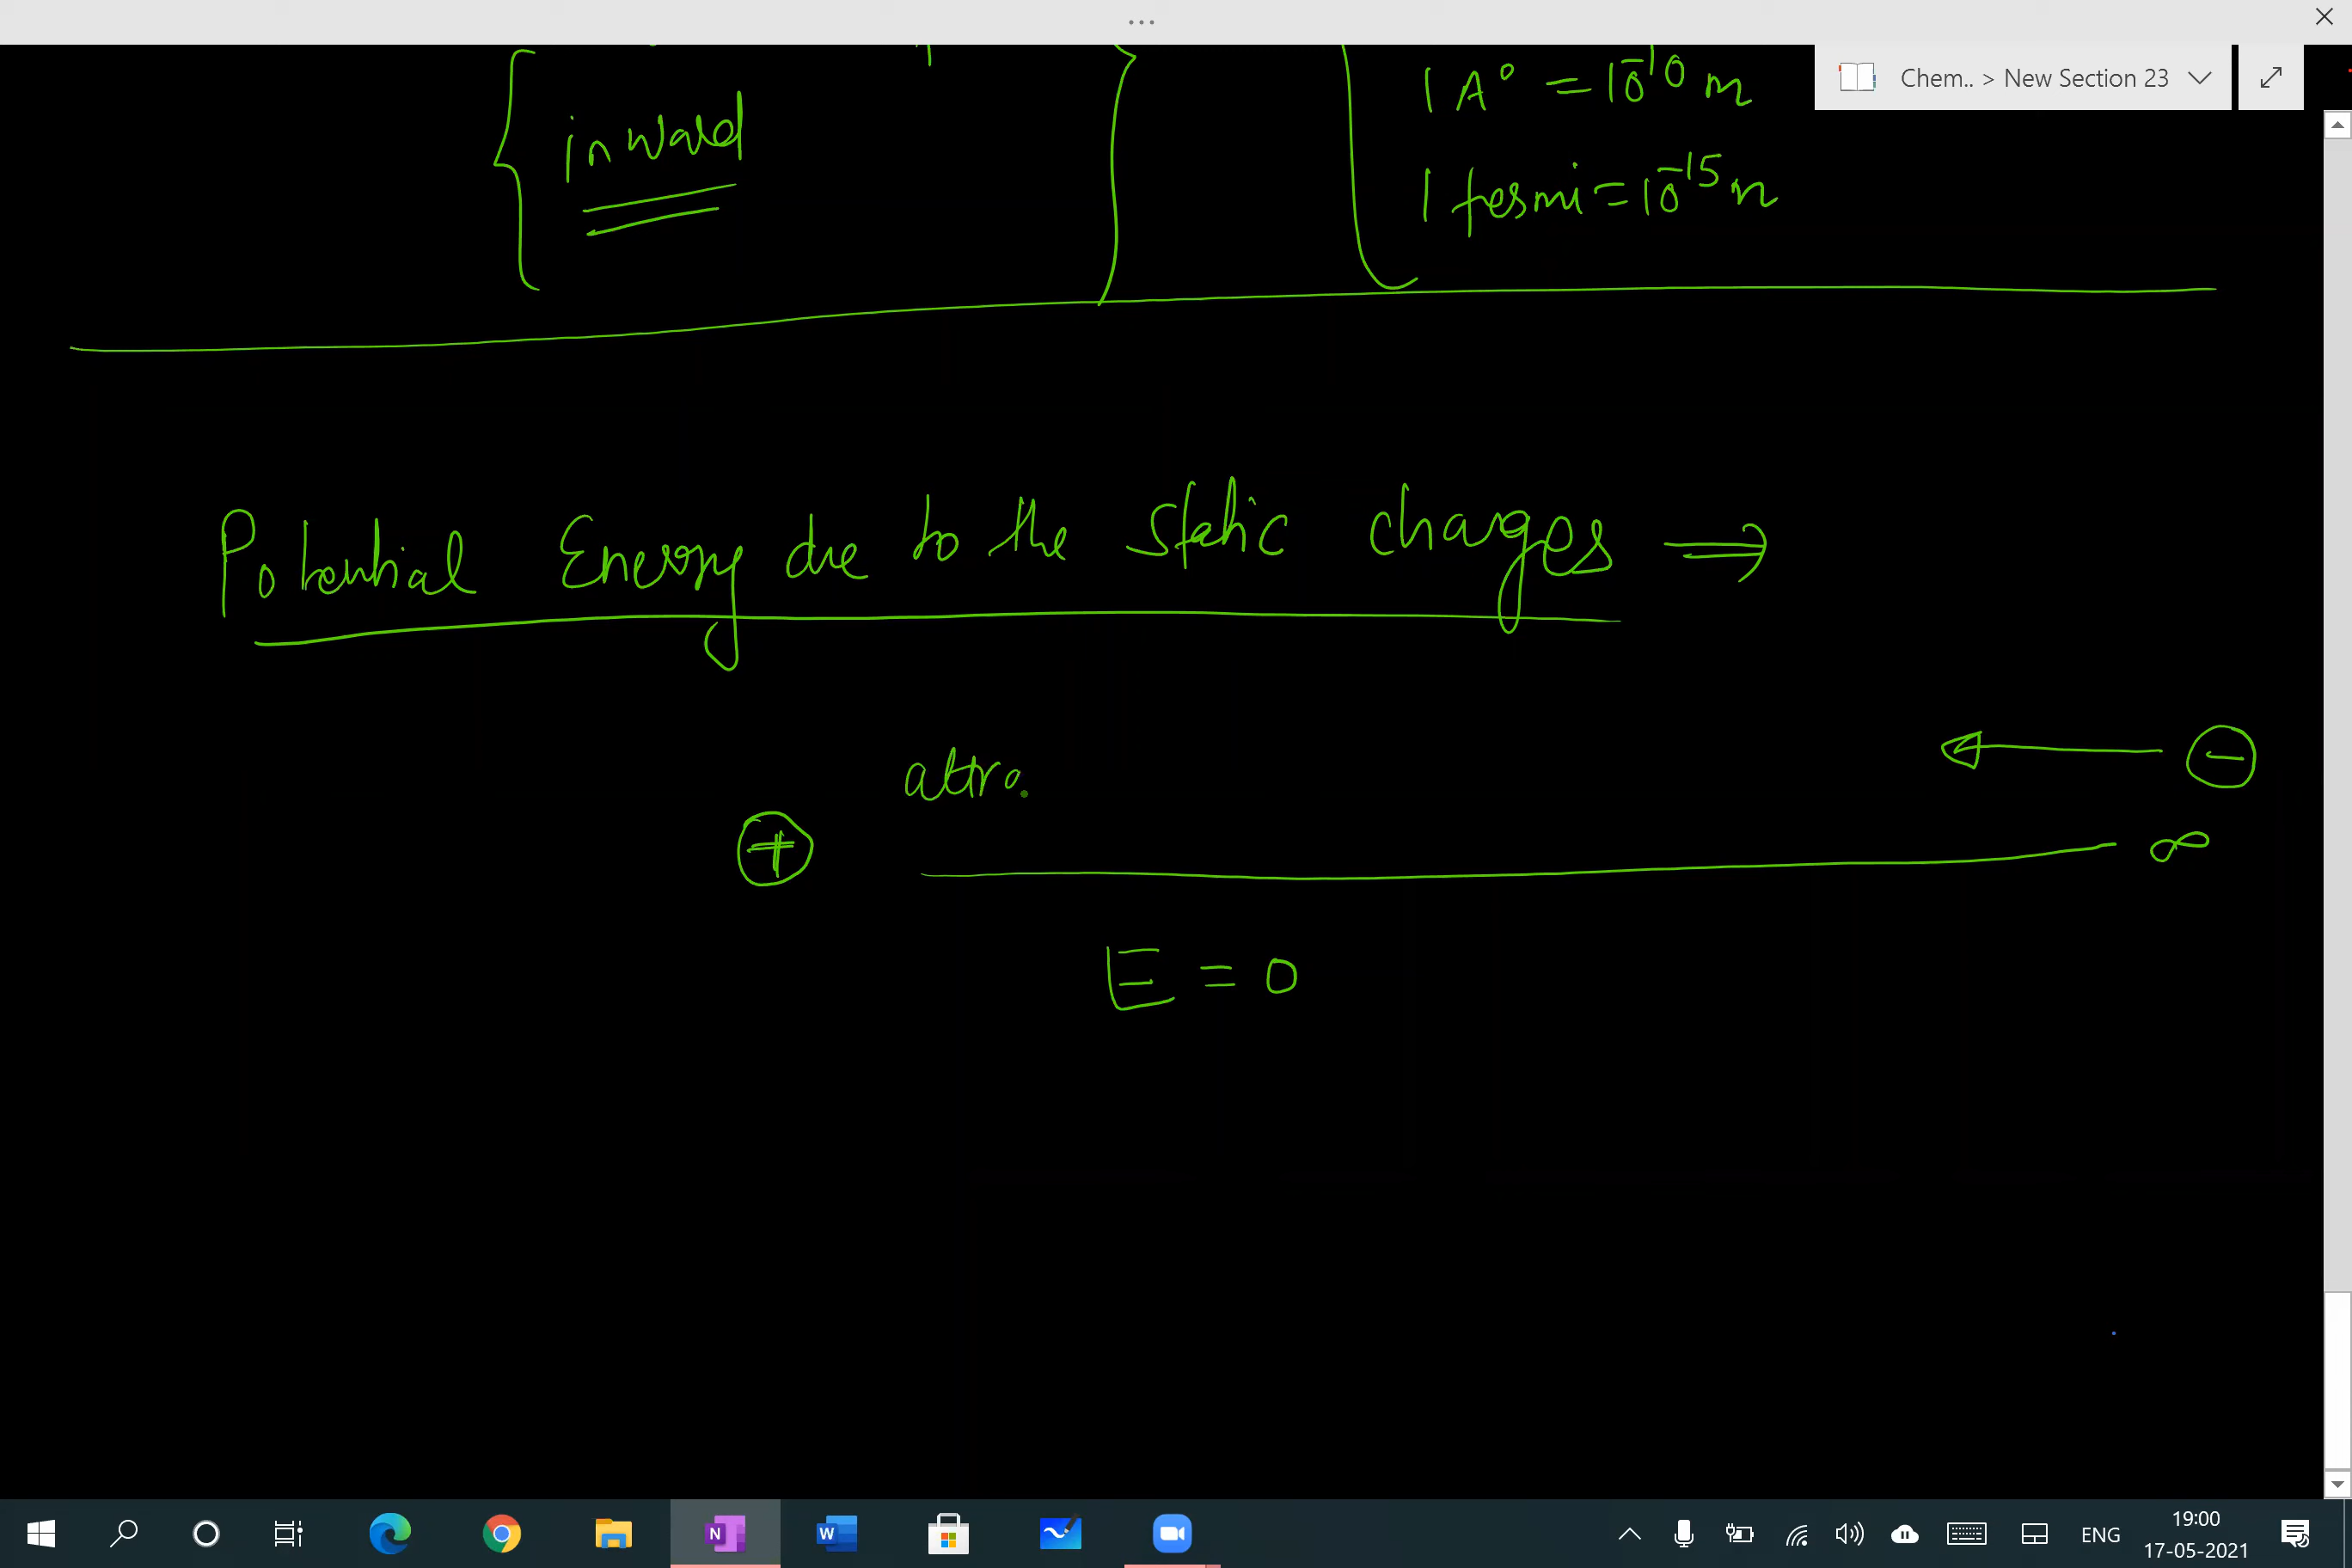 Chem.. > New Section 23
1 A° = 10⁻¹⁰ m
inward
1 fermi = 10⁻¹⁵ m
Potential Energy due to the static charges ⇒
attra
−
+
∞
E = 0
ENG
19:00
17-05-2021